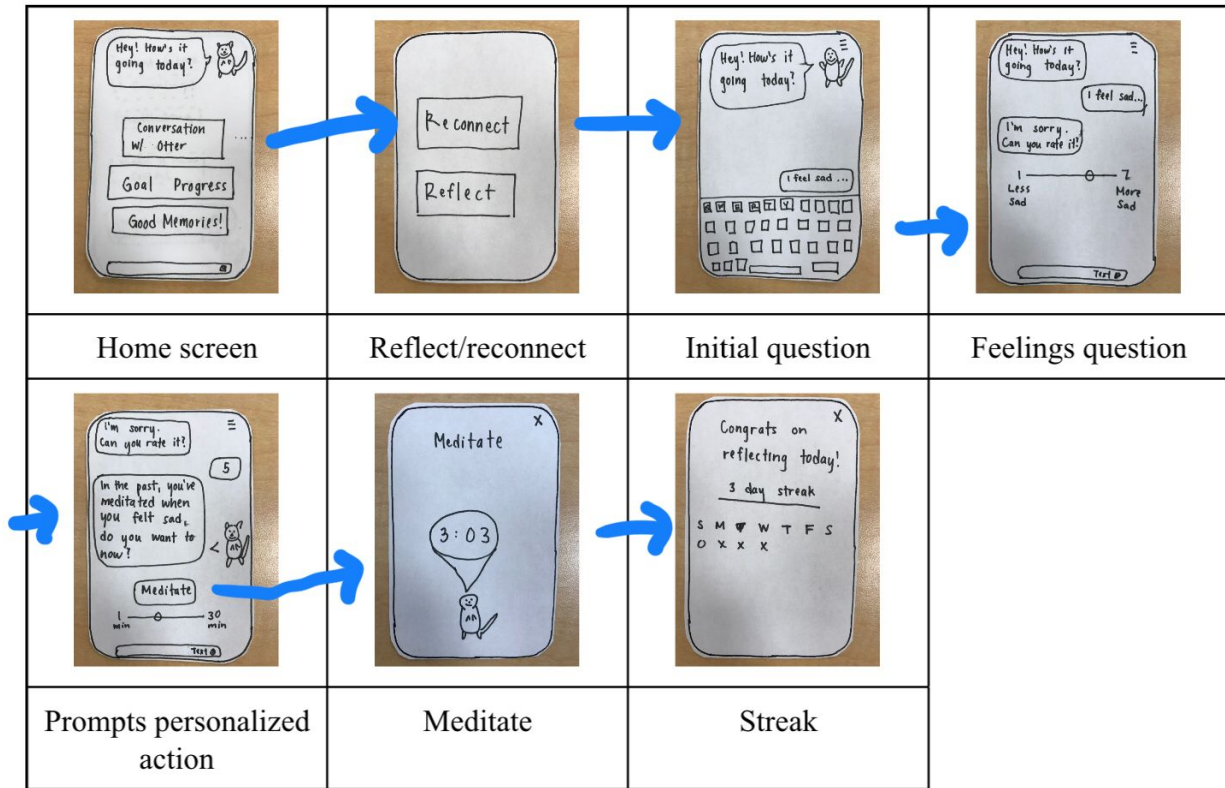 Hey! How's it
going today?
Conversation
w/ Otter
Goal Progress
Good Memories!
Reconnect
Reflect
Hey! How's it
going today?
I feel sad ...
Q W E R T Y
Hey! How's it
going today?
I feel sad...
I'm sorry.
Can you rate it?
1
7
Less
Sad
More
Sad
Text
Home screen
Reflect/reconnect
Initial question
Feelings question
I'm sorry.
Can you rate it?
5
In the past, you've
meditated when
you felt sad,
do you want to
now?
Meditate
1
min
30
min
Text
Meditate
X
3:03
X
Congrats on
reflecting today!
3 day streak
S M T W T F S
O X X X
Prompts personalized
action
Meditate
Streak